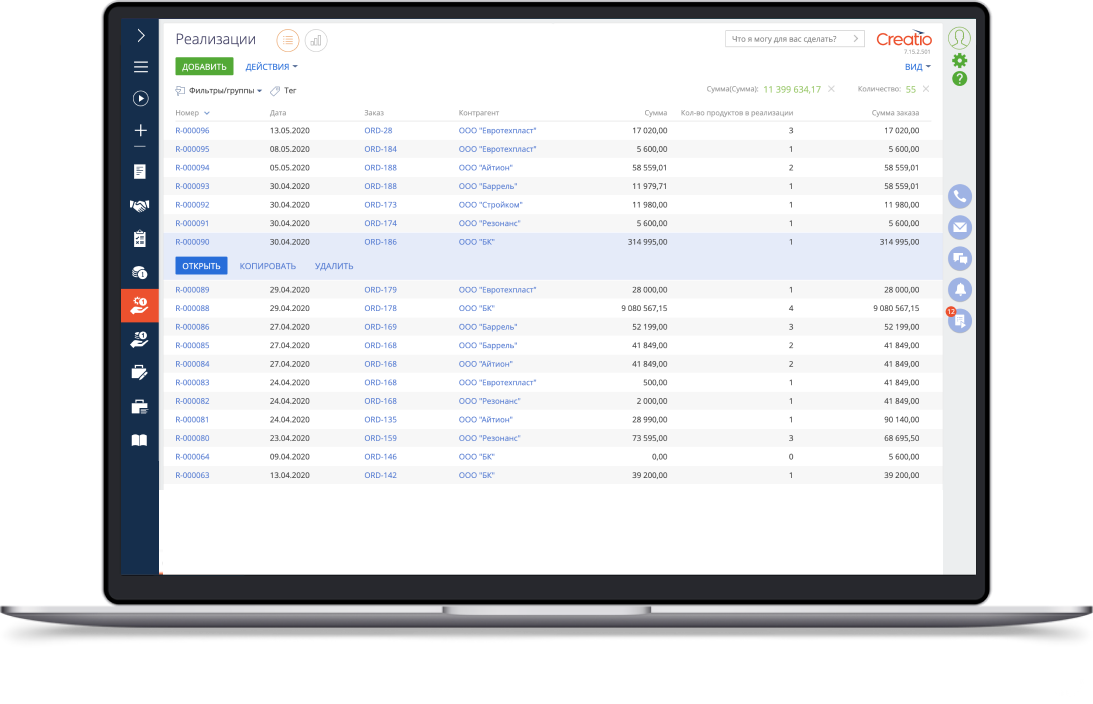 Реализации
Что я могу для вас сделать?
Creatio
7.15.2.501
ДОБАВИТЬ ДЕЙСТВИЯ
ВИД
Фильтры/группы Тег
Сумма(Сумма): 11 399 634,17 Количество: 55
Номер Дата Заказ Контрагент Сумма Кол-во продуктов в реализации Сумма заказа
R-000096 13.05.2020 ORD-28 ООО "Евротехпласт" 17 020,00 3 17 020,00
R-000095 08.05.2020 ORD-184 ООО "Евротехпласт" 5 600,00 1 5 600,00
R-000094 05.05.2020 ORD-188 ООО "Айтион" 58 559,01 2 58 559,01
R-000093 30.04.2020 ORD-188 ООО "Баррель" 11 979,71 1 58 559,01
R-000092 30.04.2020 ORD-173 ООО "Стройком" 11 980,00 1 11 980,00
R-000091 30.04.2020 ORD-174 ООО "Резонанс" 5 600,00 1 5 600,00
R-000090 30.04.2020 ORD-186 ООО "БК" 314 995,00 1 314 995,00
ОТКРЫТЬ КОПИРОВАТЬ УДАЛИТЬ
R-000089 29.04.2020 ORD-179 ООО "Евротехпласт" 28 000,00 1 28 000,00
R-000088 29.04.2020 ORD-178 ООО "БК" 9 080 567,15 4 9 080 567,15
12
R-000086 27.04.2020 ORD-169 ООО "Баррель" 52 199,00 3 52 199,00
R-000085 27.04.2020 ORD-168 ООО "Баррель" 41 849,00 2 41 849,00
R-000084 27.04.2020 ORD-168 ООО "Айтион" 41 849,00 2 41 849,00
R-000083 24.04.2020 ORD-168 ООО "Евротехпласт" 500,00 1 41 849,00
R-000082 24.04.2020 ORD-168 ООО "Резонанс" 2 000,00 1 41 849,00
R-000081 24.04.2020 ORD-135 ООО "Айтион" 28 990,00 1 90 140,00
R-000080 23.04.2020 ORD-159 ООО "Резонанс" 73 595,00 3 68 695,50
R-000064 09.04.2020 ORD-146 ООО "БК" 0,00 0 5 600,00
R-000063 13.04.2020 ORD-142 ООО "БК" 39 200,00 1 39 200,00